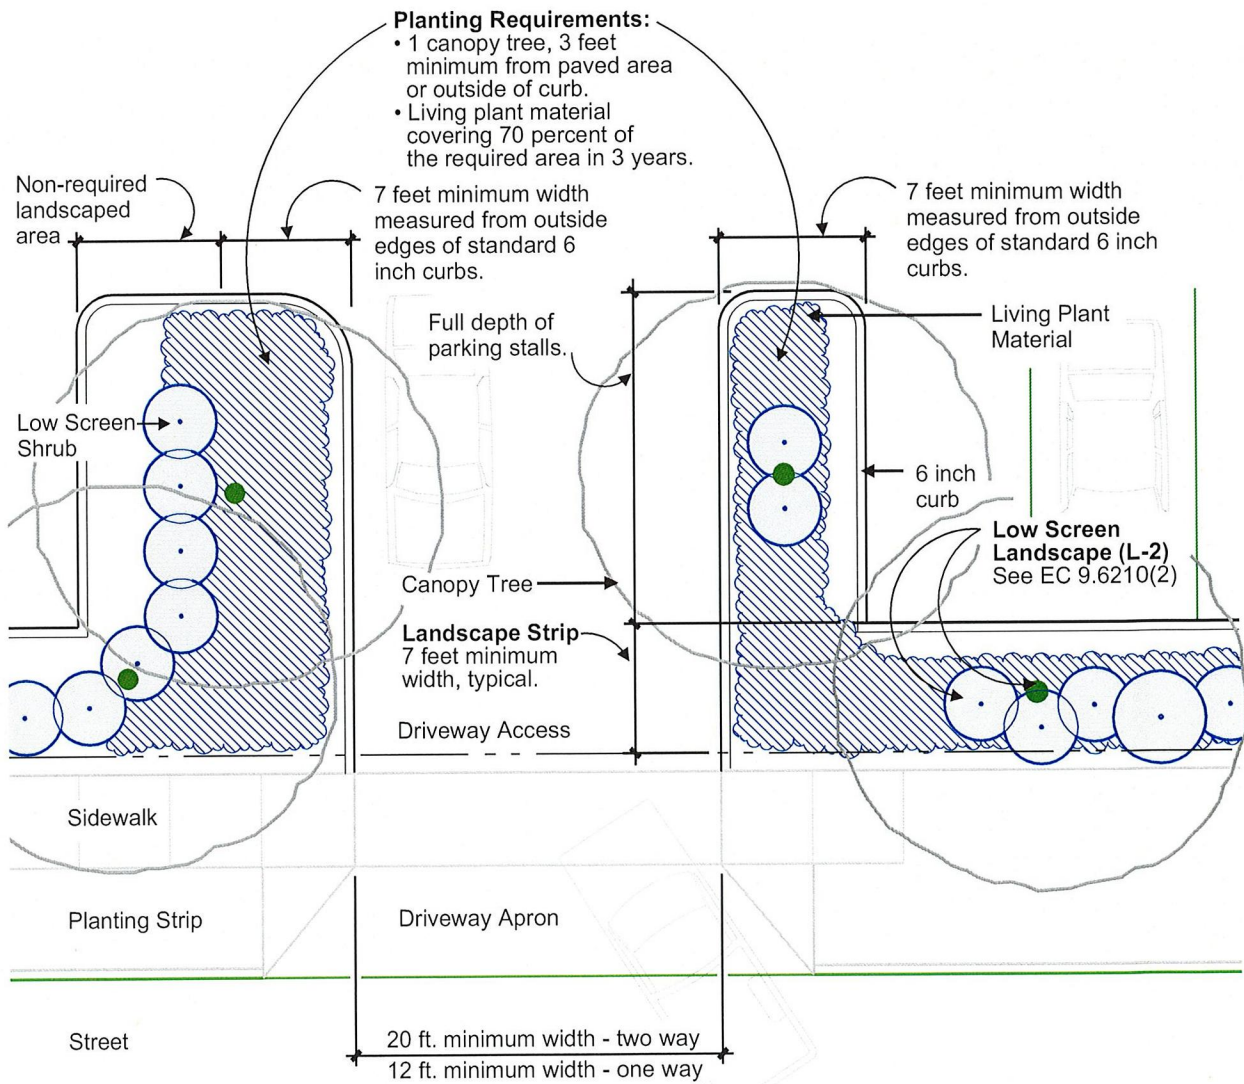 Planting Requirements:
• 1 canopy tree, 3 feet
minimum from paved area
or outside of curb.
• Living plant material
covering 70 percent of
the required area in 3 years.
Non-required
landscaped
area
7 feet minimum width
measured from outside
edges of standard 6
inch curbs.
7 feet minimum width
measured from outside
edges of standard 6 inch
curbs.
Full depth of
parking stalls.
Living Plant
Material
Low Screen
Shrub
6 inch
curb
Low Screen
Landscape (L-2)
See EC 9.6210(2)
Canopy Tree
Landscape Strip
7 feet minimum
width, typical.
Driveway Access
Sidewalk
Planting Strip
Driveway Apron
Street
20 ft. minimum width - two way
12 ft. minimum width - one way